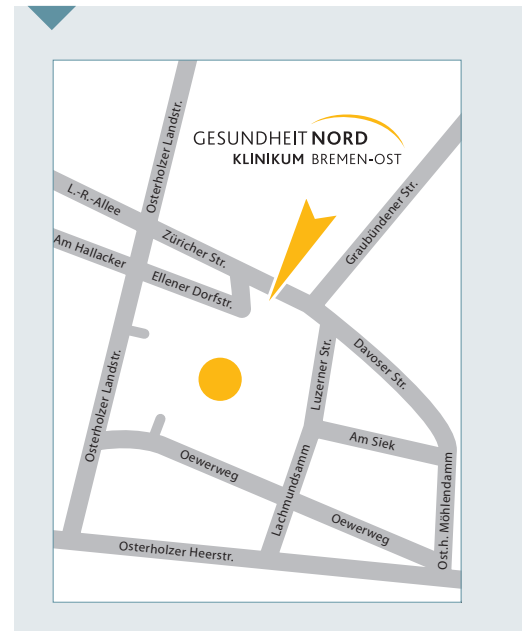 GESUNDHEIT NORD
KLINIKUM BREMEN-OST
Osterholzer Landstr.
L.-R.-Allee
Züricher Str.
Graubündener Str.
Am Hallacker
Ellener Dorfstr.
Davoser Str.
Luzerner Str.
Osterholzer Landstr.
Am Siek
Oewerweg
Lachmundsamm
Oewerweg
Ost.h. Möhlendamm
Osterholzer Heerstr.